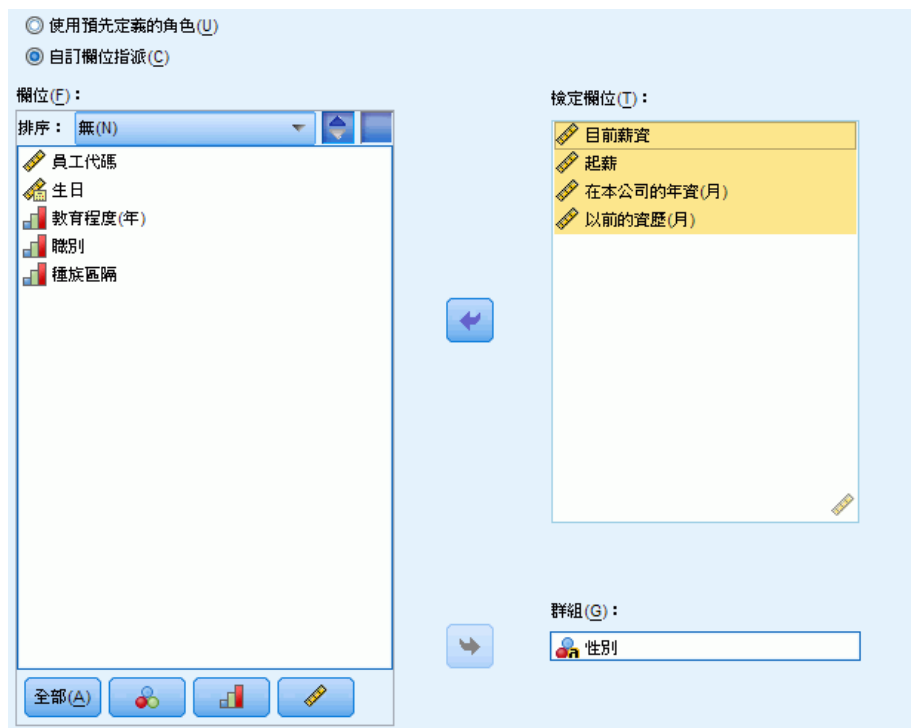 使用預先定義的角色(U)
自訂欄位指派(C)
欄位(F)：
排序： 無(N)
員工代碼
生日
教育程度(年)
職別
種族區隔
全部(A)
檢定欄位(T)：
目前薪資
起薪
在本公司的年資(月)
以前的資歷(月)
群組(G)：
性別